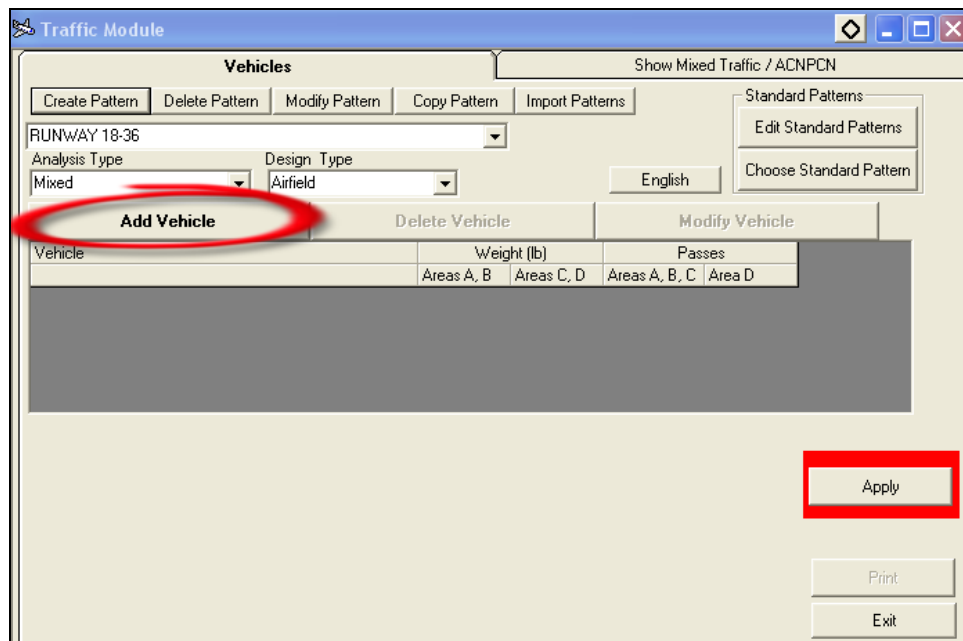 Traffic Module
Vehicles
Show Mixed Traffic / ACNPCN
Create Pattern
Delete Pattern
Modify Pattern
Copy Pattern
Import Patterns
Standard Patterns
Edit Standard Patterns
Choose Standard Pattern
RUNWAY 18-36
Analysis Type
Design Type
Mixed
Airfield
English
Add Vehicle
Delete Vehicle
Modify Vehicle
Vehicle
Weight (lb)
Passes
Areas A, B
Areas C, D
Areas A, B, C
Area D
Apply
Print
Exit